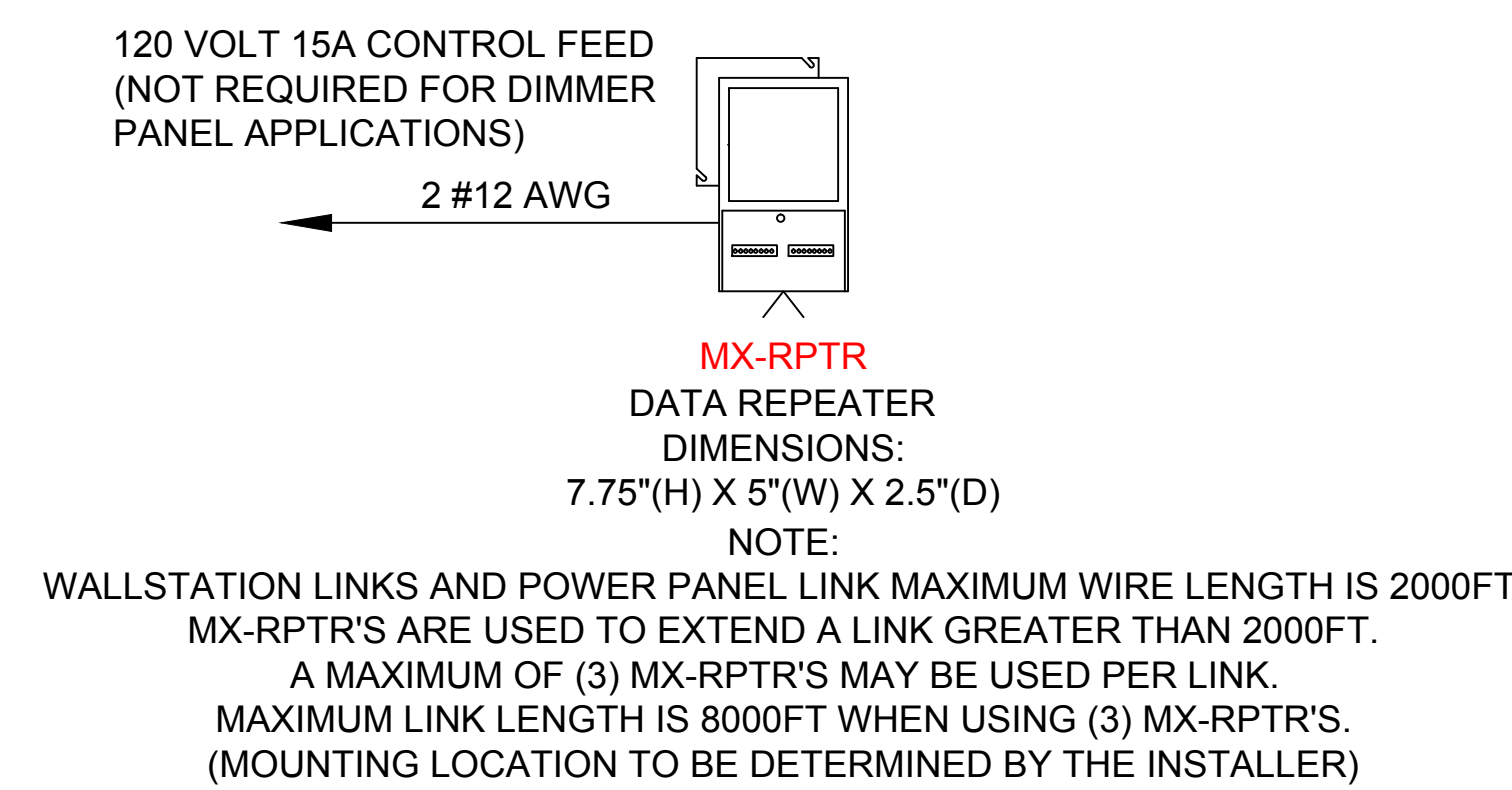 120 VOLT 15A CONTROL FEED
(NOT REQUIRED FOR DIMMER
PANEL APPLICATIONS)
2 #12 AWG
MX-RPTR
DATA REPEATER
DIMENSIONS:
7.75"(H) X 5"(W) X 2.5"(D)
NOTE:
WALLSTATION LINKS AND POWER PANEL LINK MAXIMUM WIRE LENGTH IS 2000FT
MX-RPTR'S ARE USED TO EXTEND A LINK GREATER THAN 2000FT.
A MAXIMUM OF (3) MX-RPTR'S MAY BE USED PER LINK.
MAXIMUM LINK LENGTH IS 8000FT WHEN USING (3) MX-RPTR'S.
(MOUNTING LOCATION TO BE DETERMINED BY THE INSTALLER)